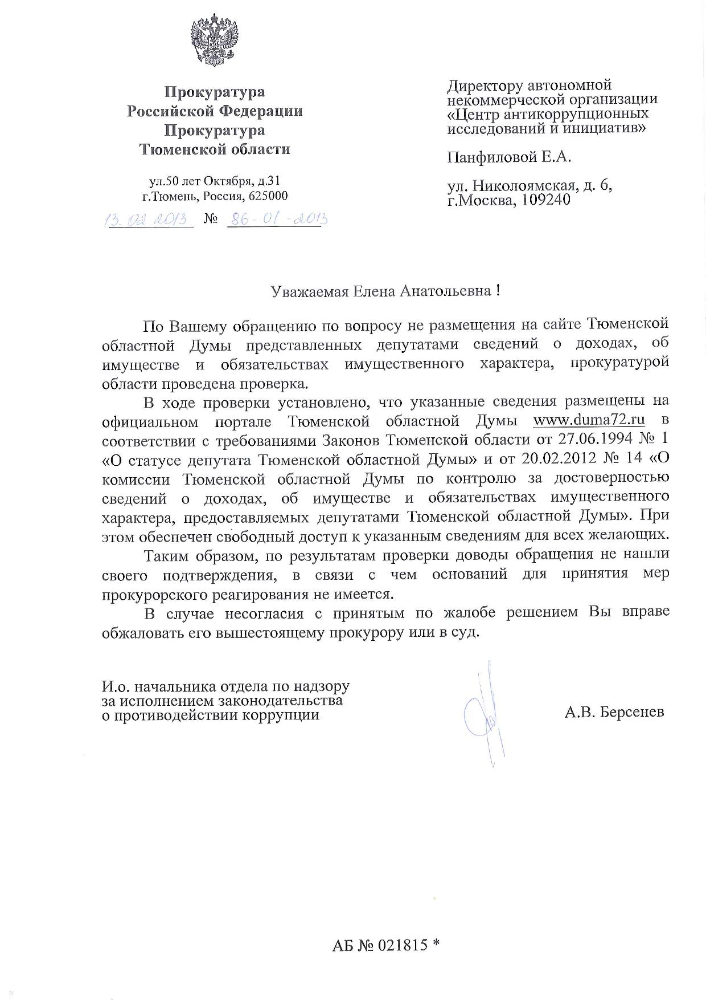 Прокуратура
Российской Федерации
Прокуратура
Тюменской области
ул.50 лет Октября, д.31
г.Тюмень, Россия, 625000
13.02 2013 № 86-01-2013
Директору автономной
некоммерческой организации
«Центр антикоррупционных
исследований и инициатив»
Панфиловой Е.А.
ул. Николоямская, д. 6,
г.Москва, 109240
Уважаемая Елена Анатольевна !
По Вашему обращению по вопросу не размещения на сайте Тюменской
областной Думы представленных депутатами сведений о доходах, об
имуществе и обязательствах имущественного характера, прокуратурой
области проведена проверка.
В ходе проверки установлено, что указанные сведения размещены на
официальном портале Тюменской областной Думы www.duma72.ru в
соответствии с требованиями Законов Тюменской области от 27.06.1994 № 1
«О статусе депутата Тюменской областной Думы» и от 20.02.2012 № 14 «О
комиссии Тюменской областной Думы по контролю за достоверностью
сведений о доходах, об имуществе и обязательствах имущественного
характера, предоставляемых депутатами Тюменской областной Думы». При
этом обеспечен свободный доступ к указанным сведениям для всех желающих.
Таким образом, по результатам проверки доводы обращения не нашли
своего подтверждения, в связи с чем оснований для принятия мер
прокурорского реагирования не имеется.
В случае несогласия с принятым по жалобе решением Вы вправе
обжаловать его вышестоящему прокурору или в суд.
И.о. начальника отдела по надзору
за исполнением законодательства
о противодействии коррупции
А.В. Берсенев
АБ № 021815 *